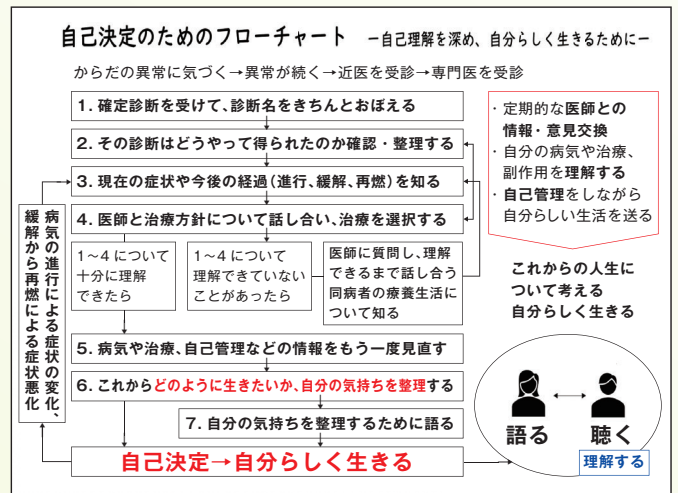 自己決定のためのフローチャート ー自己理解を深め、自分らしく生きるためにー
からだの異常に気づく→異常が続く→近医を受診→専門医を受診
1. 確定診断を受けて、診断名をきちんとおぼえる
2. その診断はどうやって得られたのか確認・整理する
3. 現在の症状や今後の経過(進行、緩解、再燃)を知る
4. 医師と治療方針について話し合い、治療を選択する
1〜4 について
十分に理解
できたら
1〜4 について
理解できていない
ことがあったら
医師に質問し、理解
できるまで話し合う
同病者の療養生活に
ついて知る
5. 病気や治療、自己管理などの情報をもう一度見直す
6. これからどのように生きたいか、自分の気持ちを整理する
7. 自分の気持ちを整理するために語る
自己決定→自分らしく生きる
病気の進行による症状の変化、
緩解から再燃による症状悪化
・定期的な医師との
情報・意見交換
・自分の病気や治療、
副作用を理解する
・自己管理をしながら
自分らしい生活を送る
これからの人生に
ついて考える
自分らしく生きる
語る 聴く
理解する